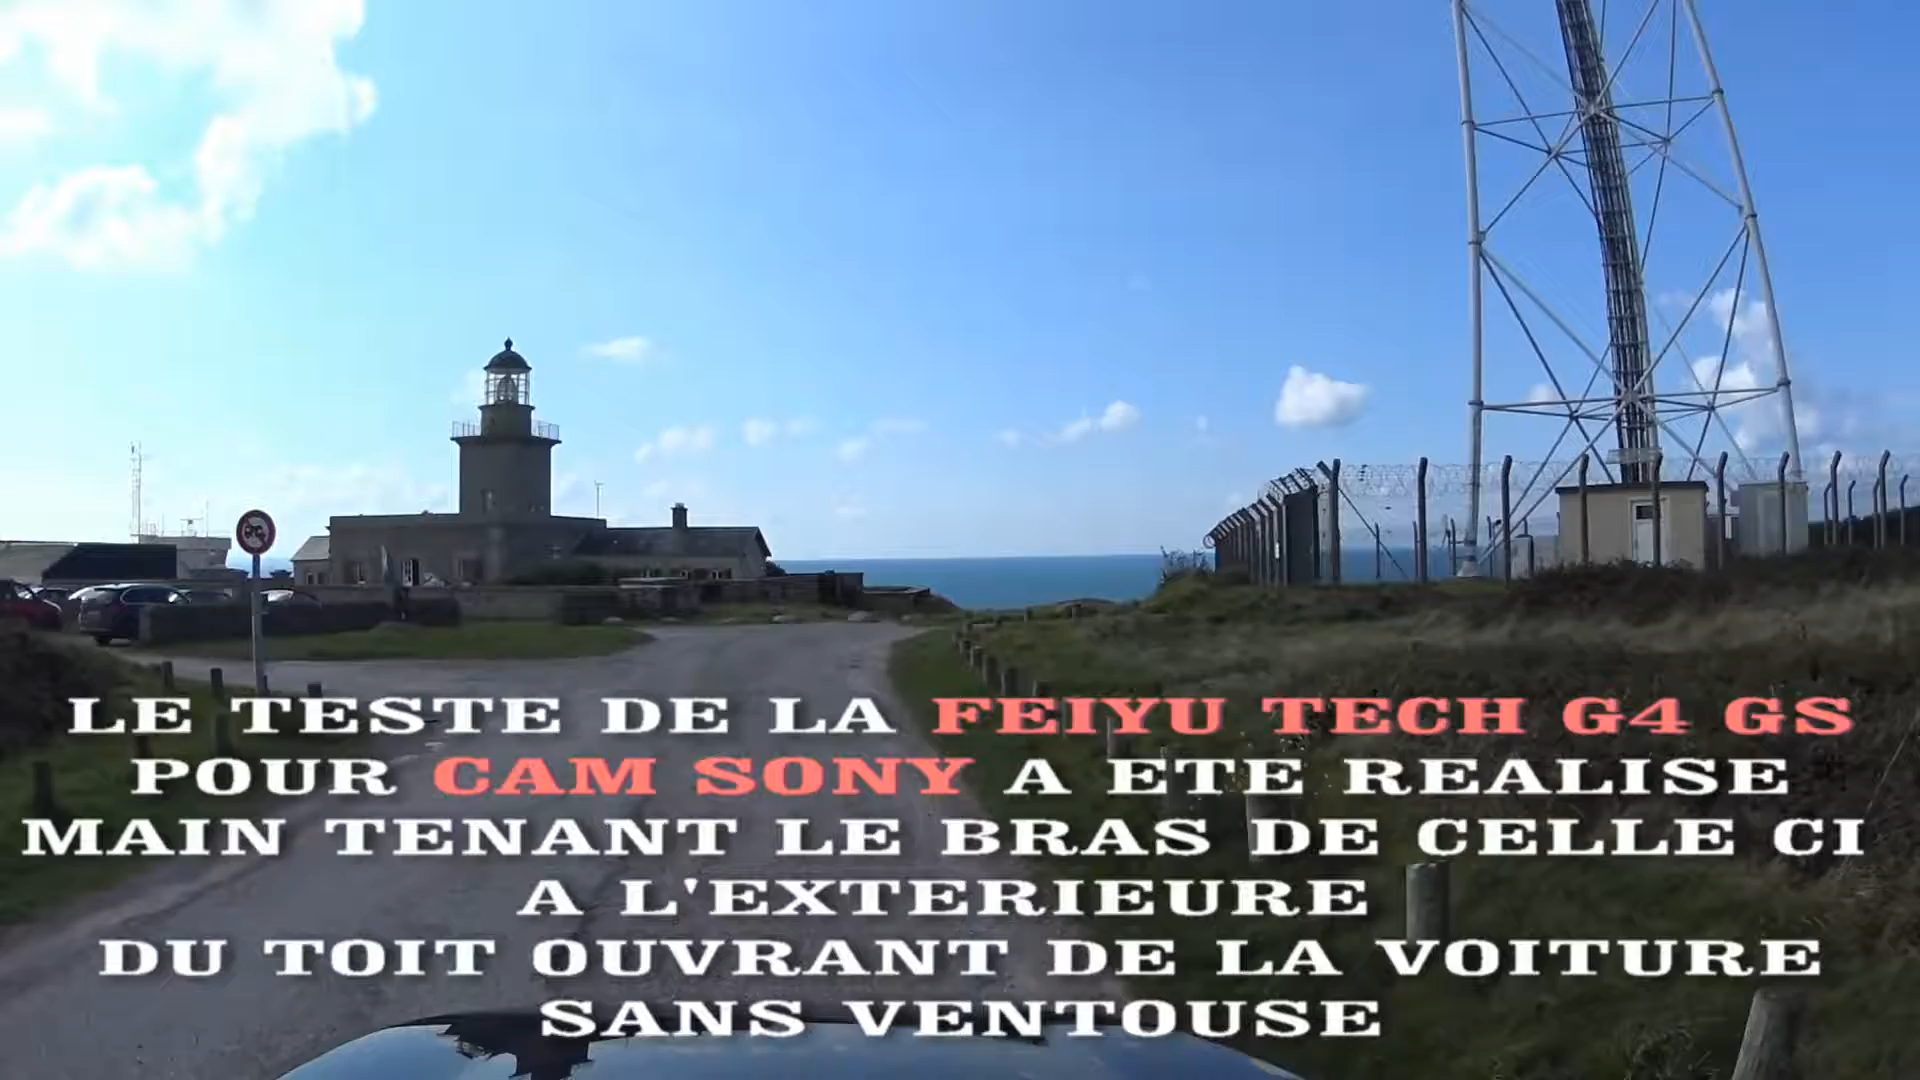 LE TESTE DE LA FEIYU TECH G4 GS
POUR CAM SONY A ETE REALISE
MAIN TENANT LE BRAS DE CELLE CI
A L'EXTERIEURE
DU TOIT OUVRANT DE LA VOITURE
SANS VENTOUSE